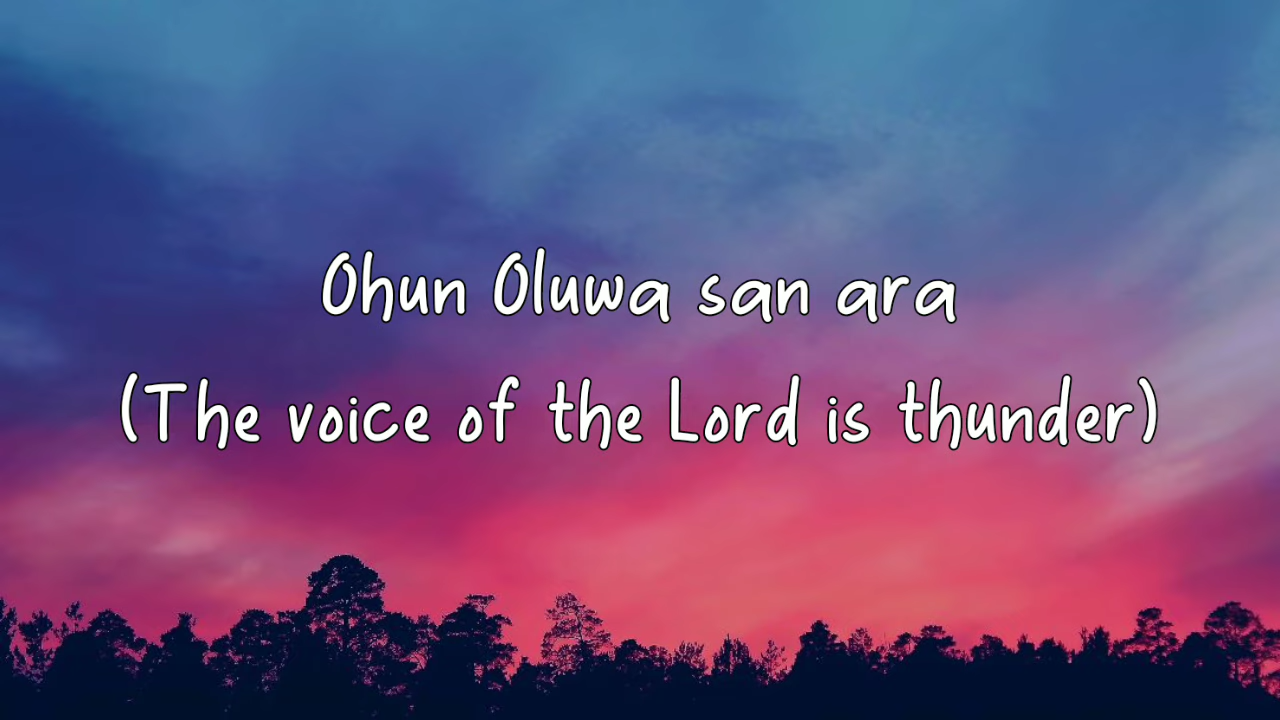 Ohun Oluwa san ara
(The voice of the Lord is thunder)